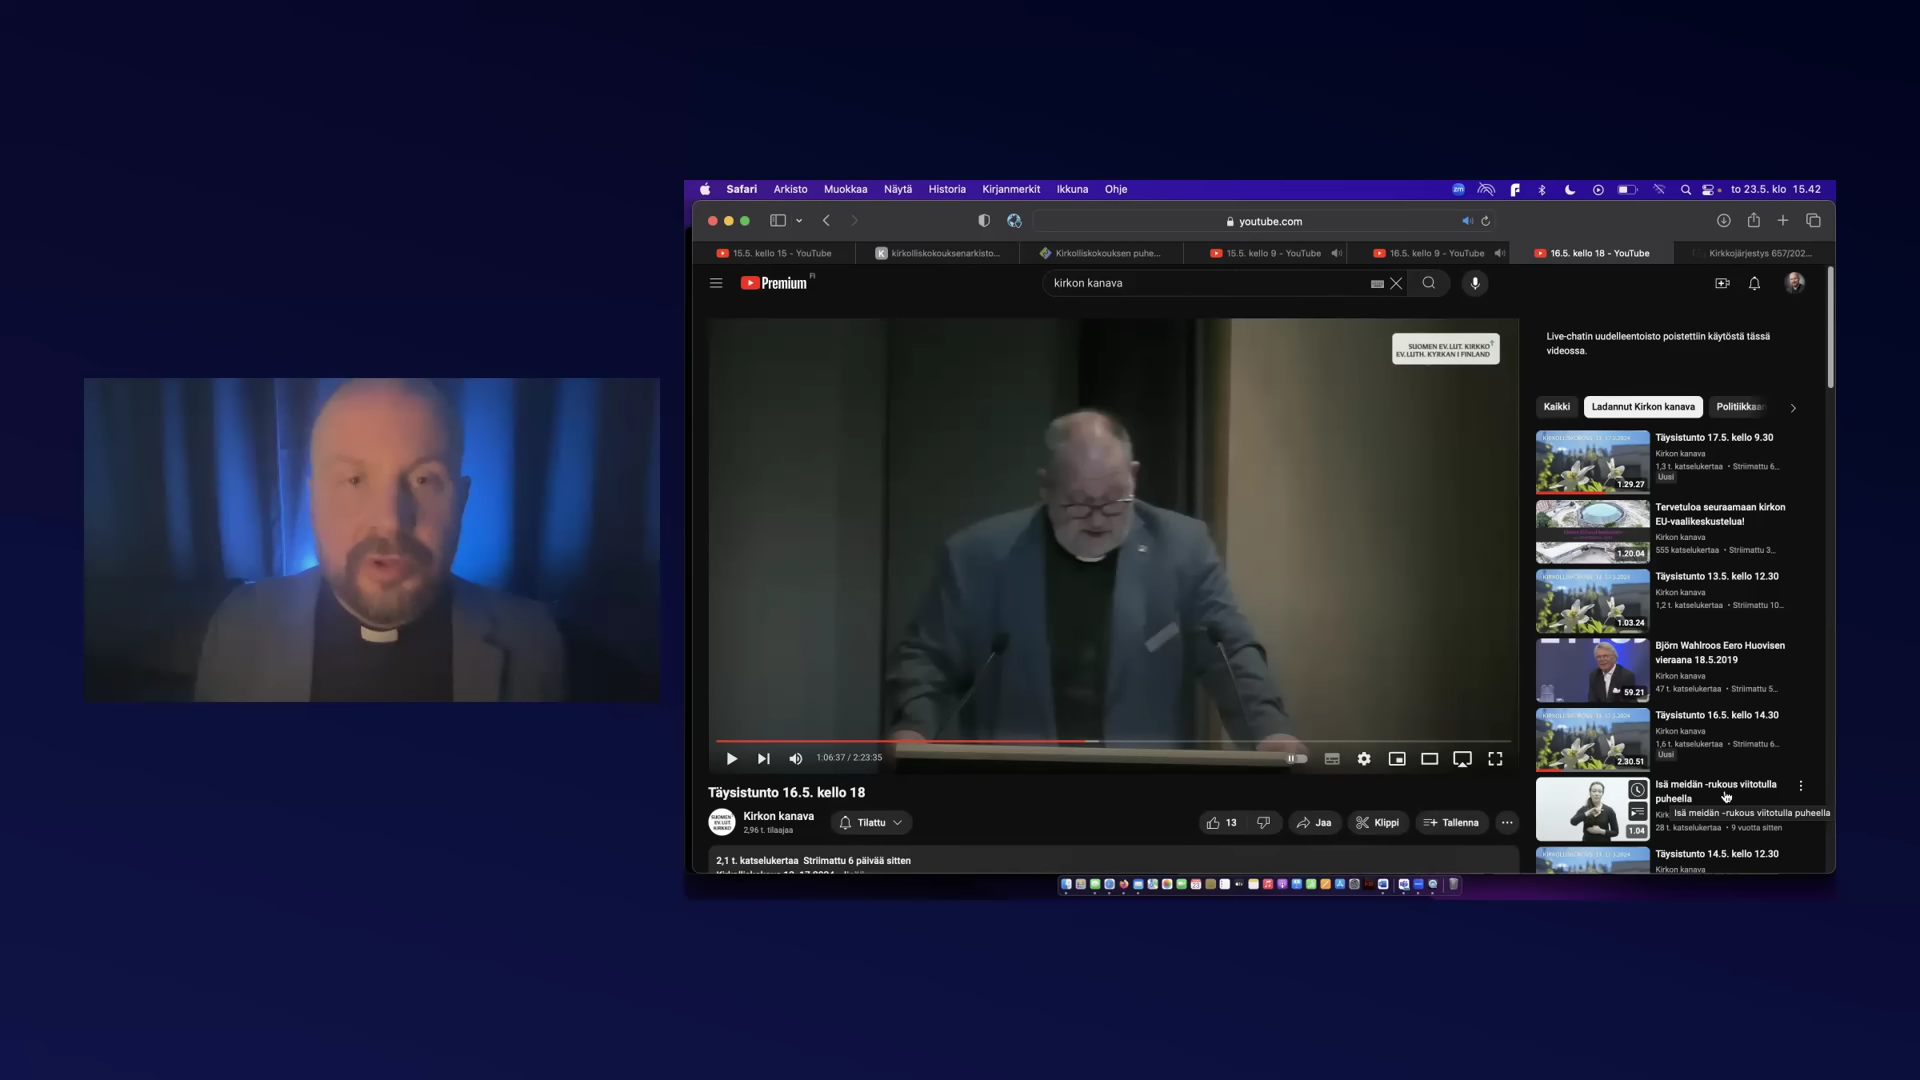 Safari Arkisto Muokkaa Näytä Historia Kirjanmerkit Ikkuna Ohje
zm
to 23.5. klo 15.42
youtube.com
15.5. kello 15 - YouTube
kirkolliskokouksenarkisto...
Kirkolliskokouksen puhe...
15.5. kello 9 - YouTube
16.5. kello 9 - YouTube
16.5. kello 18 - YouTube
Kirkkojärjestys 657/202...
Premium FI
kirkon kanava
SUOMEN EV. LUT. KIRKKO
EV. LUTH. KYRKAN I FINLAND
1:06:37 / 2:23:35
Täysistunto 16.5. kello 18
Kirkon kanava
2,96 t. tilaajaa
Tilattu
13
Jaa
Klippi
Tallenna
2,1 t. katselukertaa Striimattu 6 päivää sitten
Live-chatin uudelleentoisto poistettiin käytöstä tässä
videossa.
Kaikki
Ladannut Kirkon kanava
Täysistunto 17.5. kello 9.30
Kirkon kanava
1,3 t. katselukertaa • Striimattu 6...
Uusi
1.29.27
Tervetuloa seuraamaan kirkon
EU-vaalikeskustelua!
Kirkon kanava
555 katselukertaa • Striimattu 3...
1.20.04
Täysistunto 13.5. kello 12.30
Kirkon kanava
1,2 t. katselukertaa • Striimattu 10...
1.03.24
Björn Wahlroos Eero Huovisen
vieraana 18.5.2019
Kirkon kanava
47 t. katselukertaa • Striimattu 5...
59.21
Täysistunto 16.5. kello 14.30
Kirkon kanava
1,6 t. katselukertaa • Striimattu 6...
Uusi
2.30.51
Isä meidän -rukous viitotulla
puheella
Isä meidän -rukous viitotulla puheella
28 t. katselukertaa • 9 vuotta sitten
1.04
Täysistunto 14.5. kello 12.30
Kirkon kanava